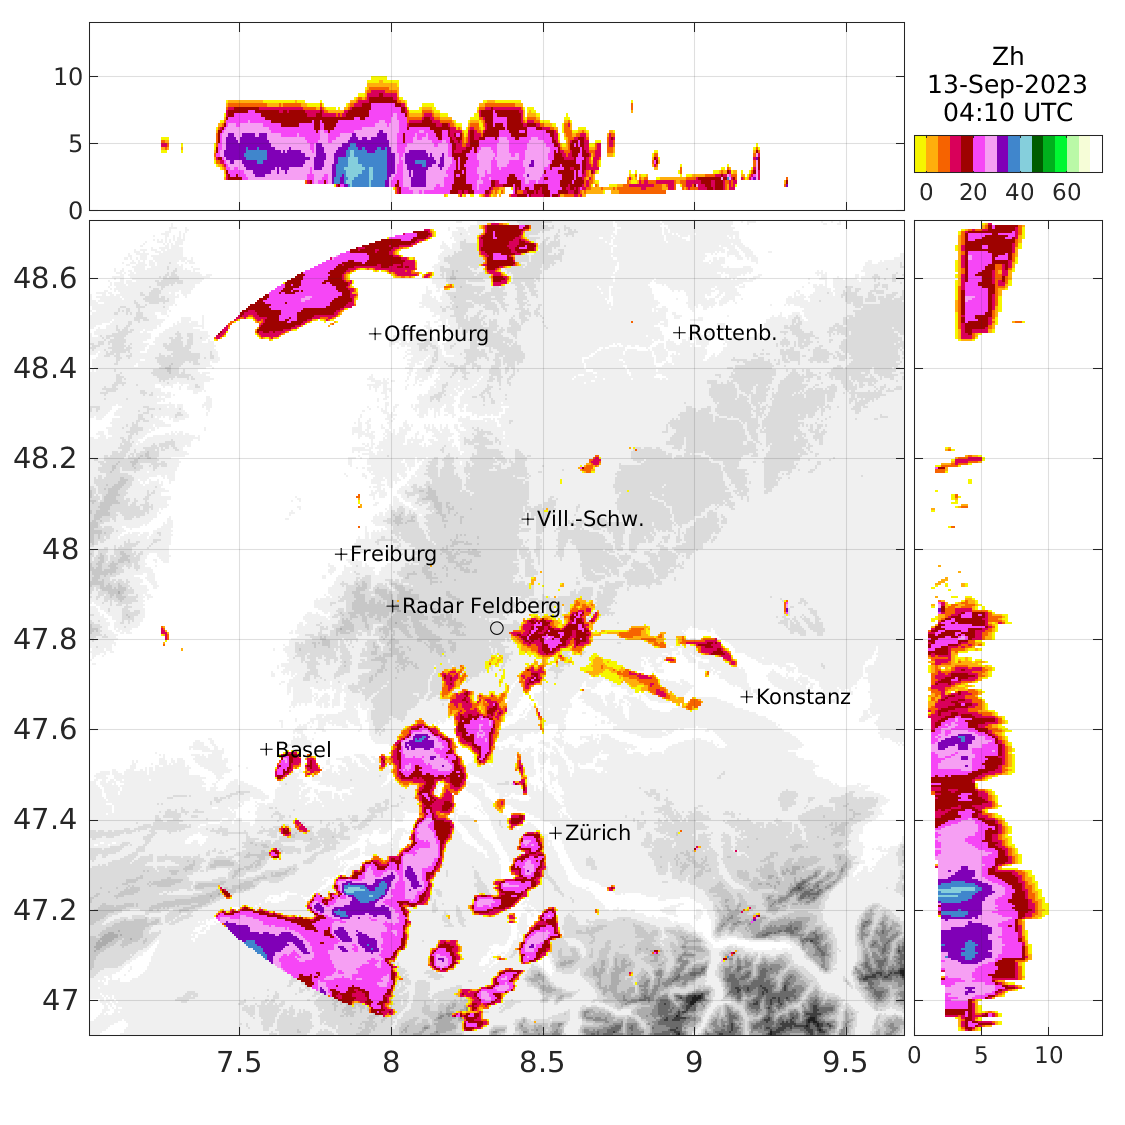 10
5
0
Zh
13-Sep-2023
04:10 UTC
0 20 40 60
48.6
48.4
48.2
48
47.8
47.6
47.4
47.2
47
+Offenburg
+Rottenb.
+Vill.-Schw.
+Freiburg
+Radar Feldberg
+Konstanz
+Basel
+Zürich
7.5 8 8.5 9 9.5
0 5 10